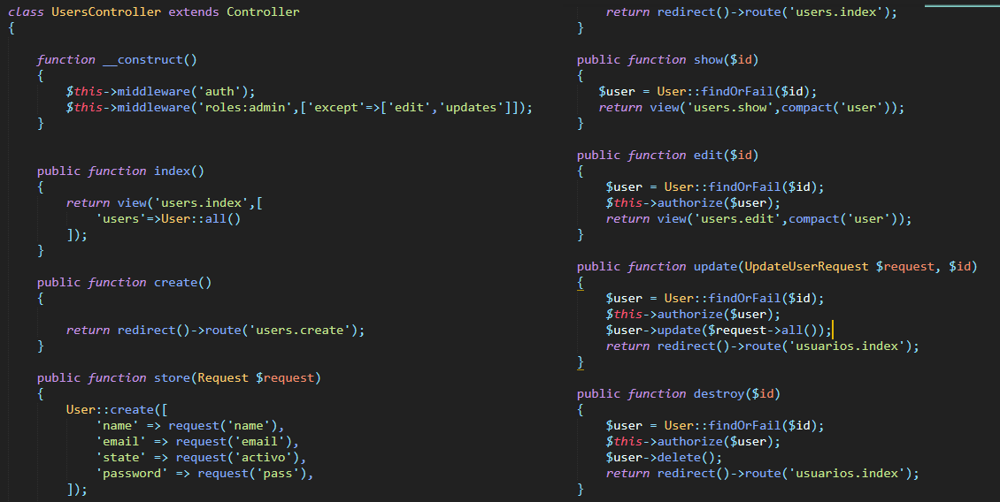 class UsersController extends Controller
{
function __construct()
{
$this->middleware('auth');
$this->middleware('roles:admin',['except'=>['edit','updates']]);
}
public function index()
{
return view('users.index',[
'users'=>User::all()
]);
}
public function create()
{
return redirect()->route('users.create');
}
public function store(Request $request)
{
User::create([
'name' => request('name'),
'email' => request('email'),
'state' => request('activo'),
'password' => request('pass'),
]);
return redirect()->route('users.index');
}
public function show($id)
{
$user = User::findOrFail($id);
return view('users.show',compact('user'));
}
public function edit($id)
{
$user = User::findOrFail($id);
$this->authorize($user);
return view('users.edit',compact('user'));
}
public function update(UpdateUserRequest $request, $id)
{
$user = User::findOrFail($id);
$this->authorize($user);
$user->update($request->all());
return redirect()->route('usuarios.index');
}
public function destroy($id)
{
$user = User::findOrFail($id);
$this->authorize($user);
$user->delete();
return redirect()->route('usuarios.index');
}